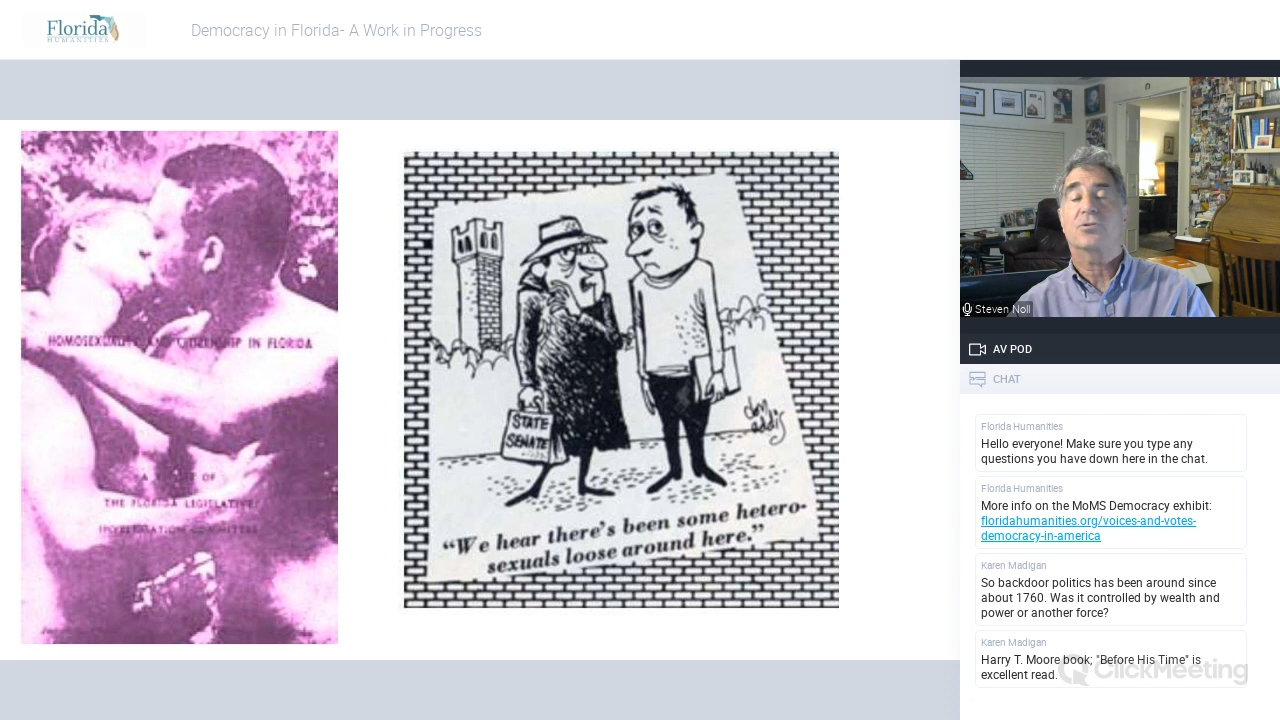 Florida
HUMANITIES
Democracy in Florida- A Work in Progress
HOMOSEXUALITY AND CITIZENSHIP IN FLORIDA
A REPORT OF
THE FLORIDA LEGISLATIVE
INVESTIGATION COMMITTEE
STATE
SENATE
don
addis
"We hear there's been some hetero-
sexuals loose around here."
Steven Noll
AV POD
CHAT
Florida Humanities
Hello everyone! Make sure you type any
questions you have down here in the chat.
Florida Humanities
More info on the MoMS Democracy exhibit:
floridahumanities.org/voices-and-votes-
democracy-in-america
Karen Madigan
So backdoor politics has been around since
about 1760. Was it controlled by wealth and
power or another force?
Karen Madigan
Harry T. Moore book; "Before His Time" is
excellent read.
ClickMeeting